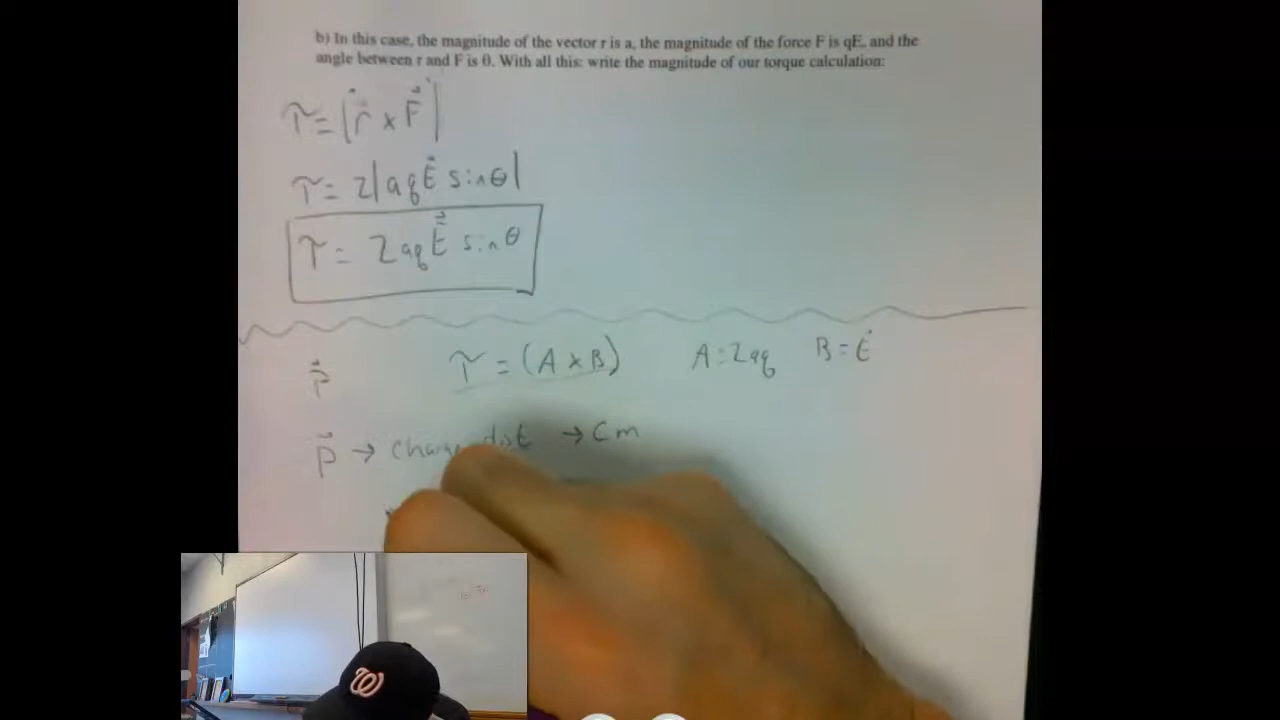 b) In this case, the magnitude of the vector r is a, the magnitude of the force F is qE, and the
angle between r and F is θ. With all this: write the magnitude of our torque calculation:
τ = |r⃗ × F⃗|
τ = 2|aqE⃗ sinθ|
τ = 2aqE⃗ sinθ
p⃗ τ = (A × B) A = 2aq B = E⃗
p⃗ → charge dist → Cm
W